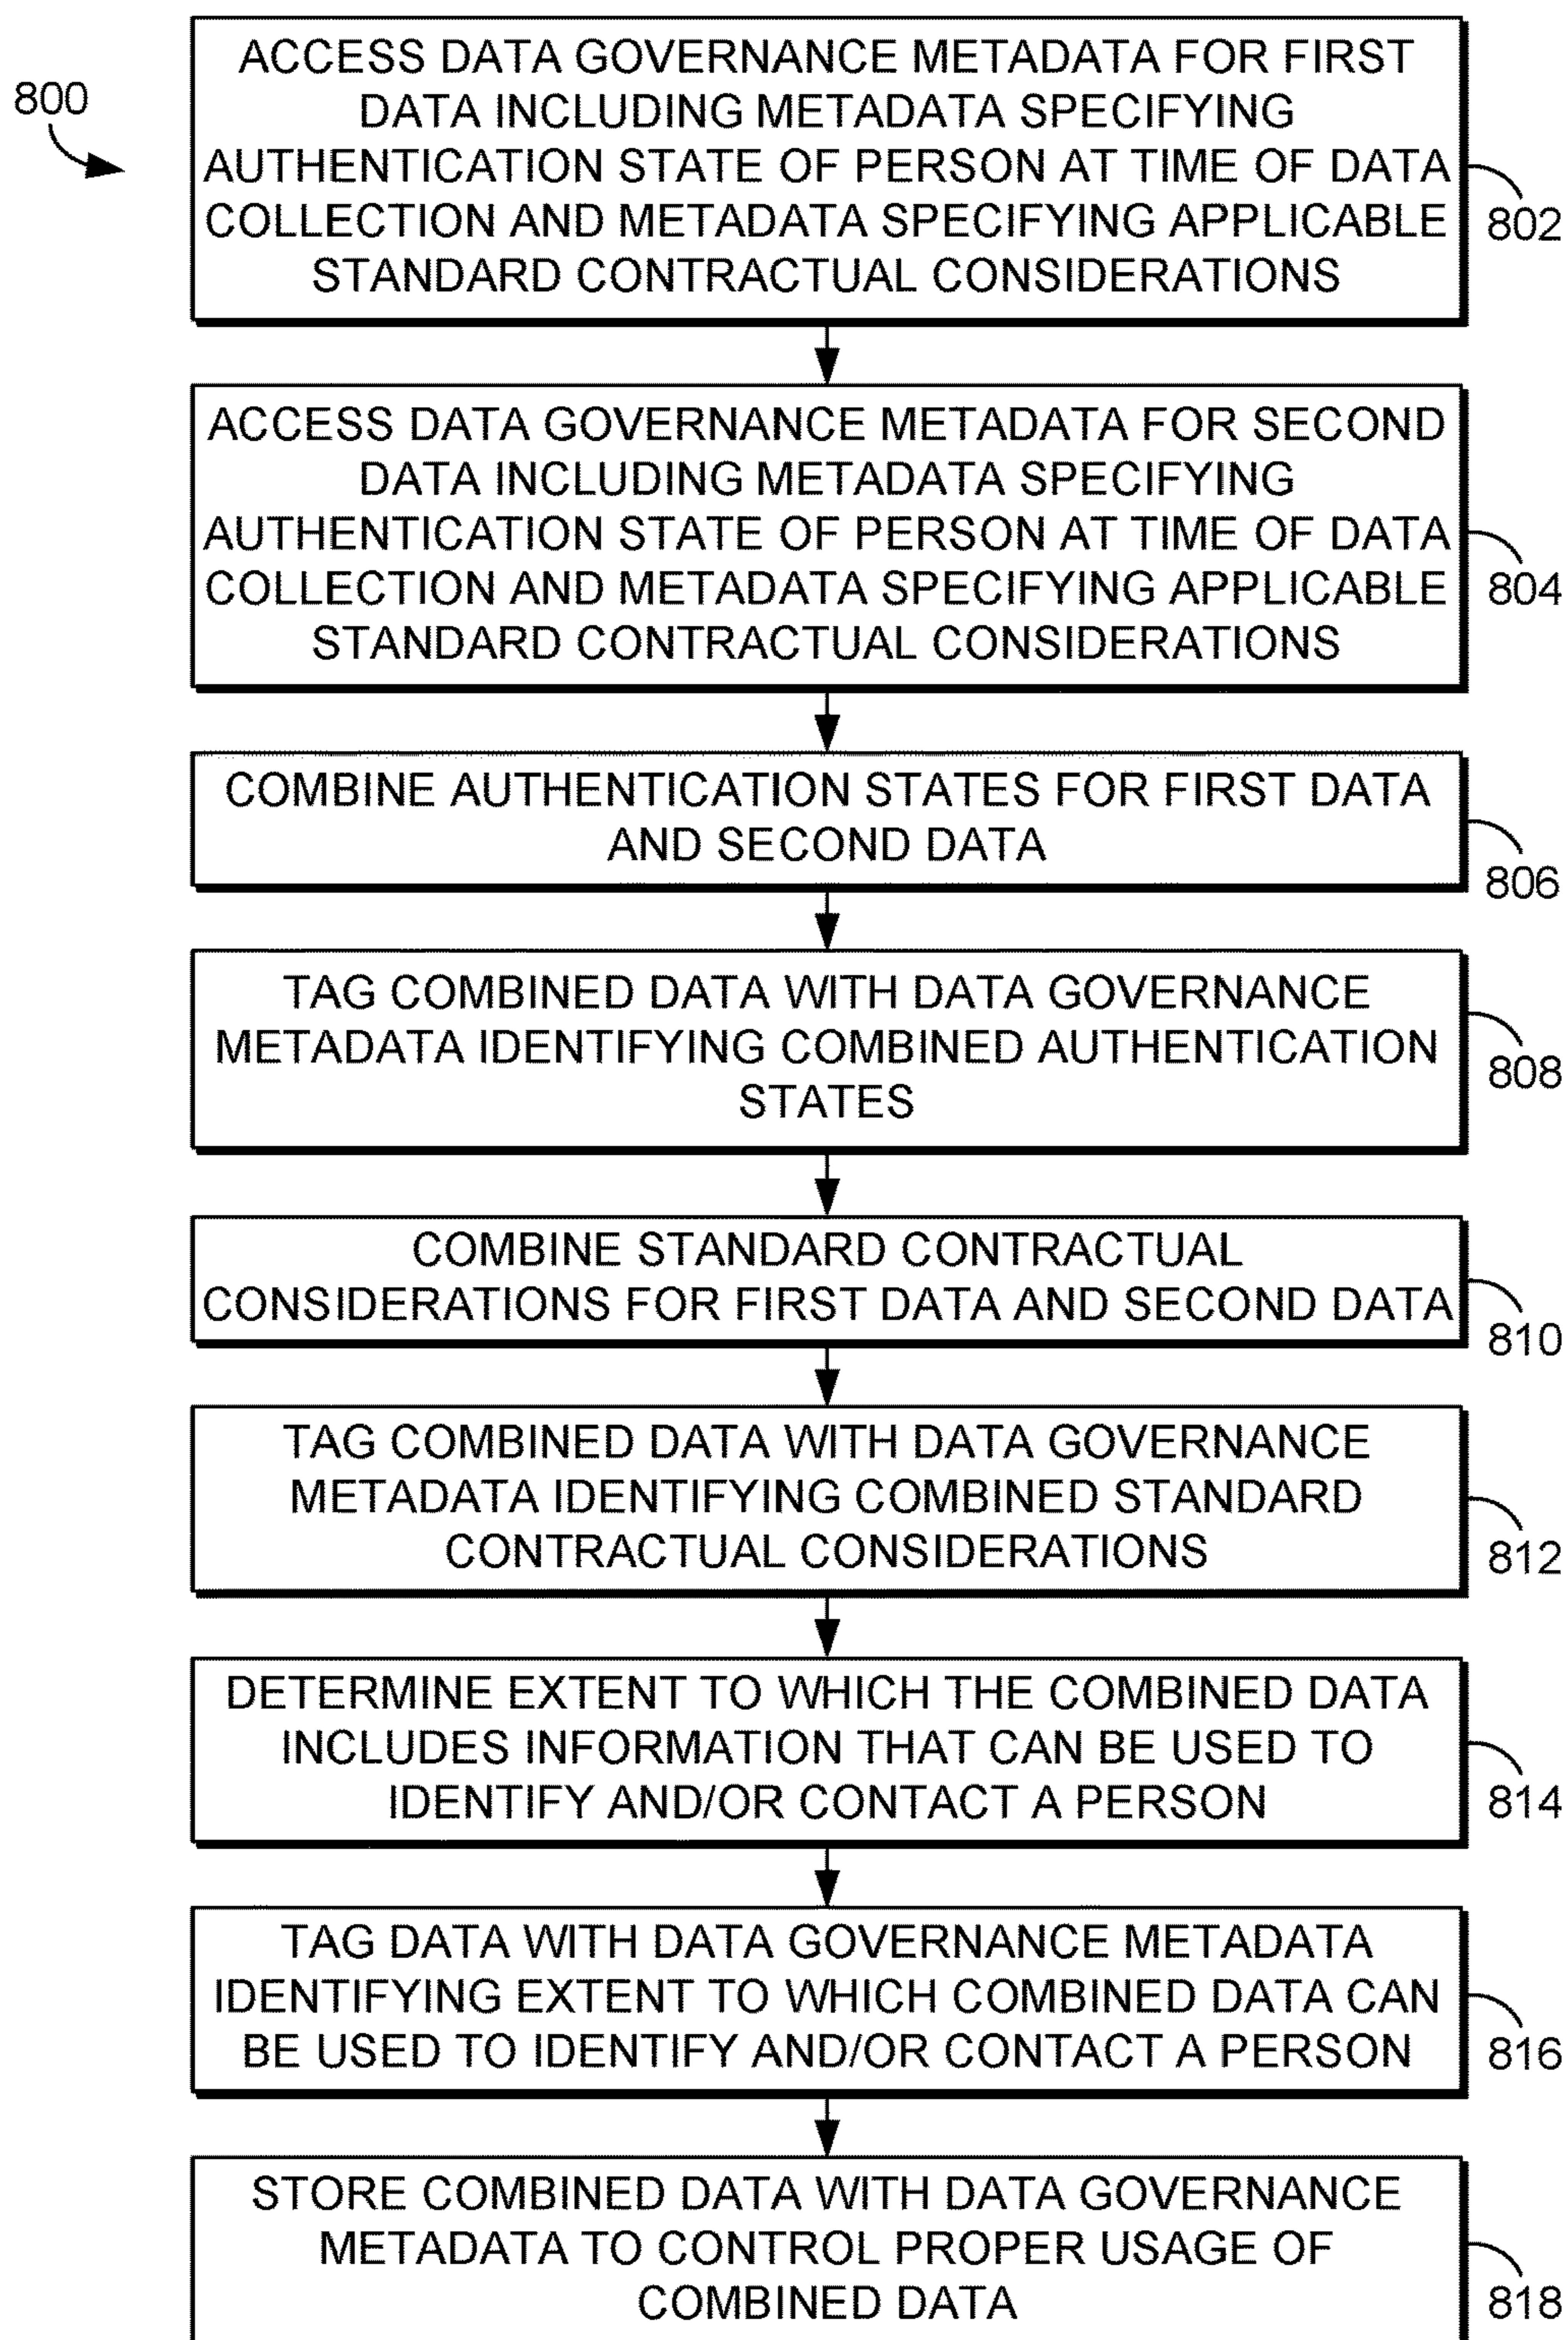 800
ACCESS DATA GOVERNANCE METADATA FOR FIRST
DATA INCLUDING METADATA SPECIFYING
AUTHENTICATION STATE OF PERSON AT TIME OF DATA
COLLECTION AND METADATA SPECIFYING APPLICABLE
STANDARD CONTRACTUAL CONSIDERATIONS
802
ACCESS DATA GOVERNANCE METADATA FOR SECOND
DATA INCLUDING METADATA SPECIFYING
AUTHENTICATION STATE OF PERSON AT TIME OF DATA
COLLECTION AND METADATA SPECIFYING APPLICABLE
STANDARD CONTRACTUAL CONSIDERATIONS
804
COMBINE AUTHENTICATION STATES FOR FIRST DATA
AND SECOND DATA
806
TAG COMBINED DATA WITH DATA GOVERNANCE
METADATA IDENTIFYING COMBINED AUTHENTICATION
STATES
808
COMBINE STANDARD CONTRACTUAL
CONSIDERATIONS FOR FIRST DATA AND SECOND DATA
810
TAG COMBINED DATA WITH DATA GOVERNANCE
METADATA IDENTIFYING COMBINED STANDARD
CONTRACTUAL CONSIDERATIONS
812
DETERMINE EXTENT TO WHICH THE COMBINED DATA
INCLUDES INFORMATION THAT CAN BE USED TO
IDENTIFY AND/OR CONTACT A PERSON
814
TAG DATA WITH DATA GOVERNANCE METADATA
IDENTIFYING EXTENT TO WHICH COMBINED DATA CAN
BE USED TO IDENTIFY AND/OR CONTACT A PERSON
816
STORE COMBINED DATA WITH DATA GOVERNANCE
METADATA TO CONTROL PROPER USAGE OF
COMBINED DATA
818